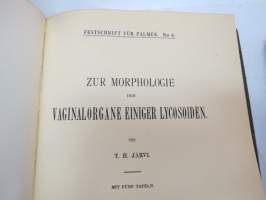 FESTSCHRIFT FÜR PALMÉN. No 6.
ZUR MORPHOLOGIE
DER
VAGINALORGANE EINIGER LYCOSOIDEN.
VON
T. H. JÄRVI.
MIT FÜNF TAFELN